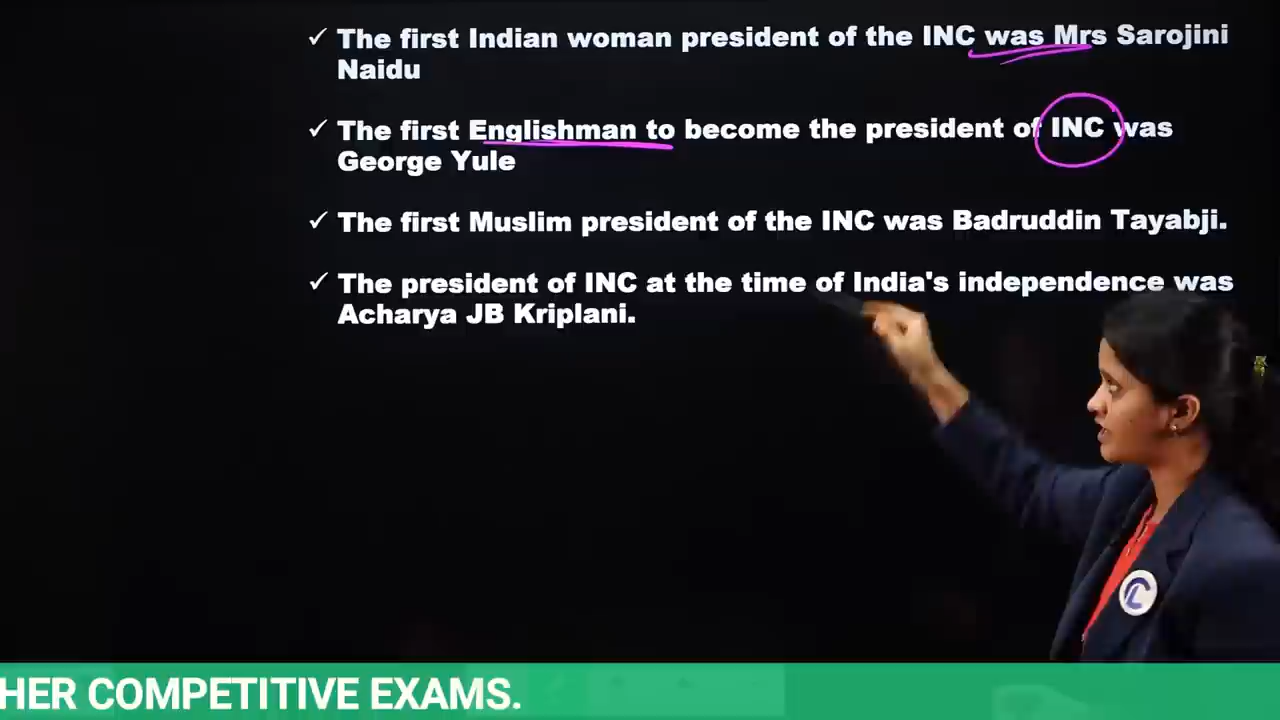 ✓ The first Indian woman president of the INC was Mrs Sarojini
Naidu
✓ The first Englishman to become the president of INC was
George Yule
✓ The first Muslim president of the INC was Badruddin Tayabji.
✓ The president of INC at the time of India's independence was
Acharya JB Kriplani.
HER COMPETITIVE EXAMS.